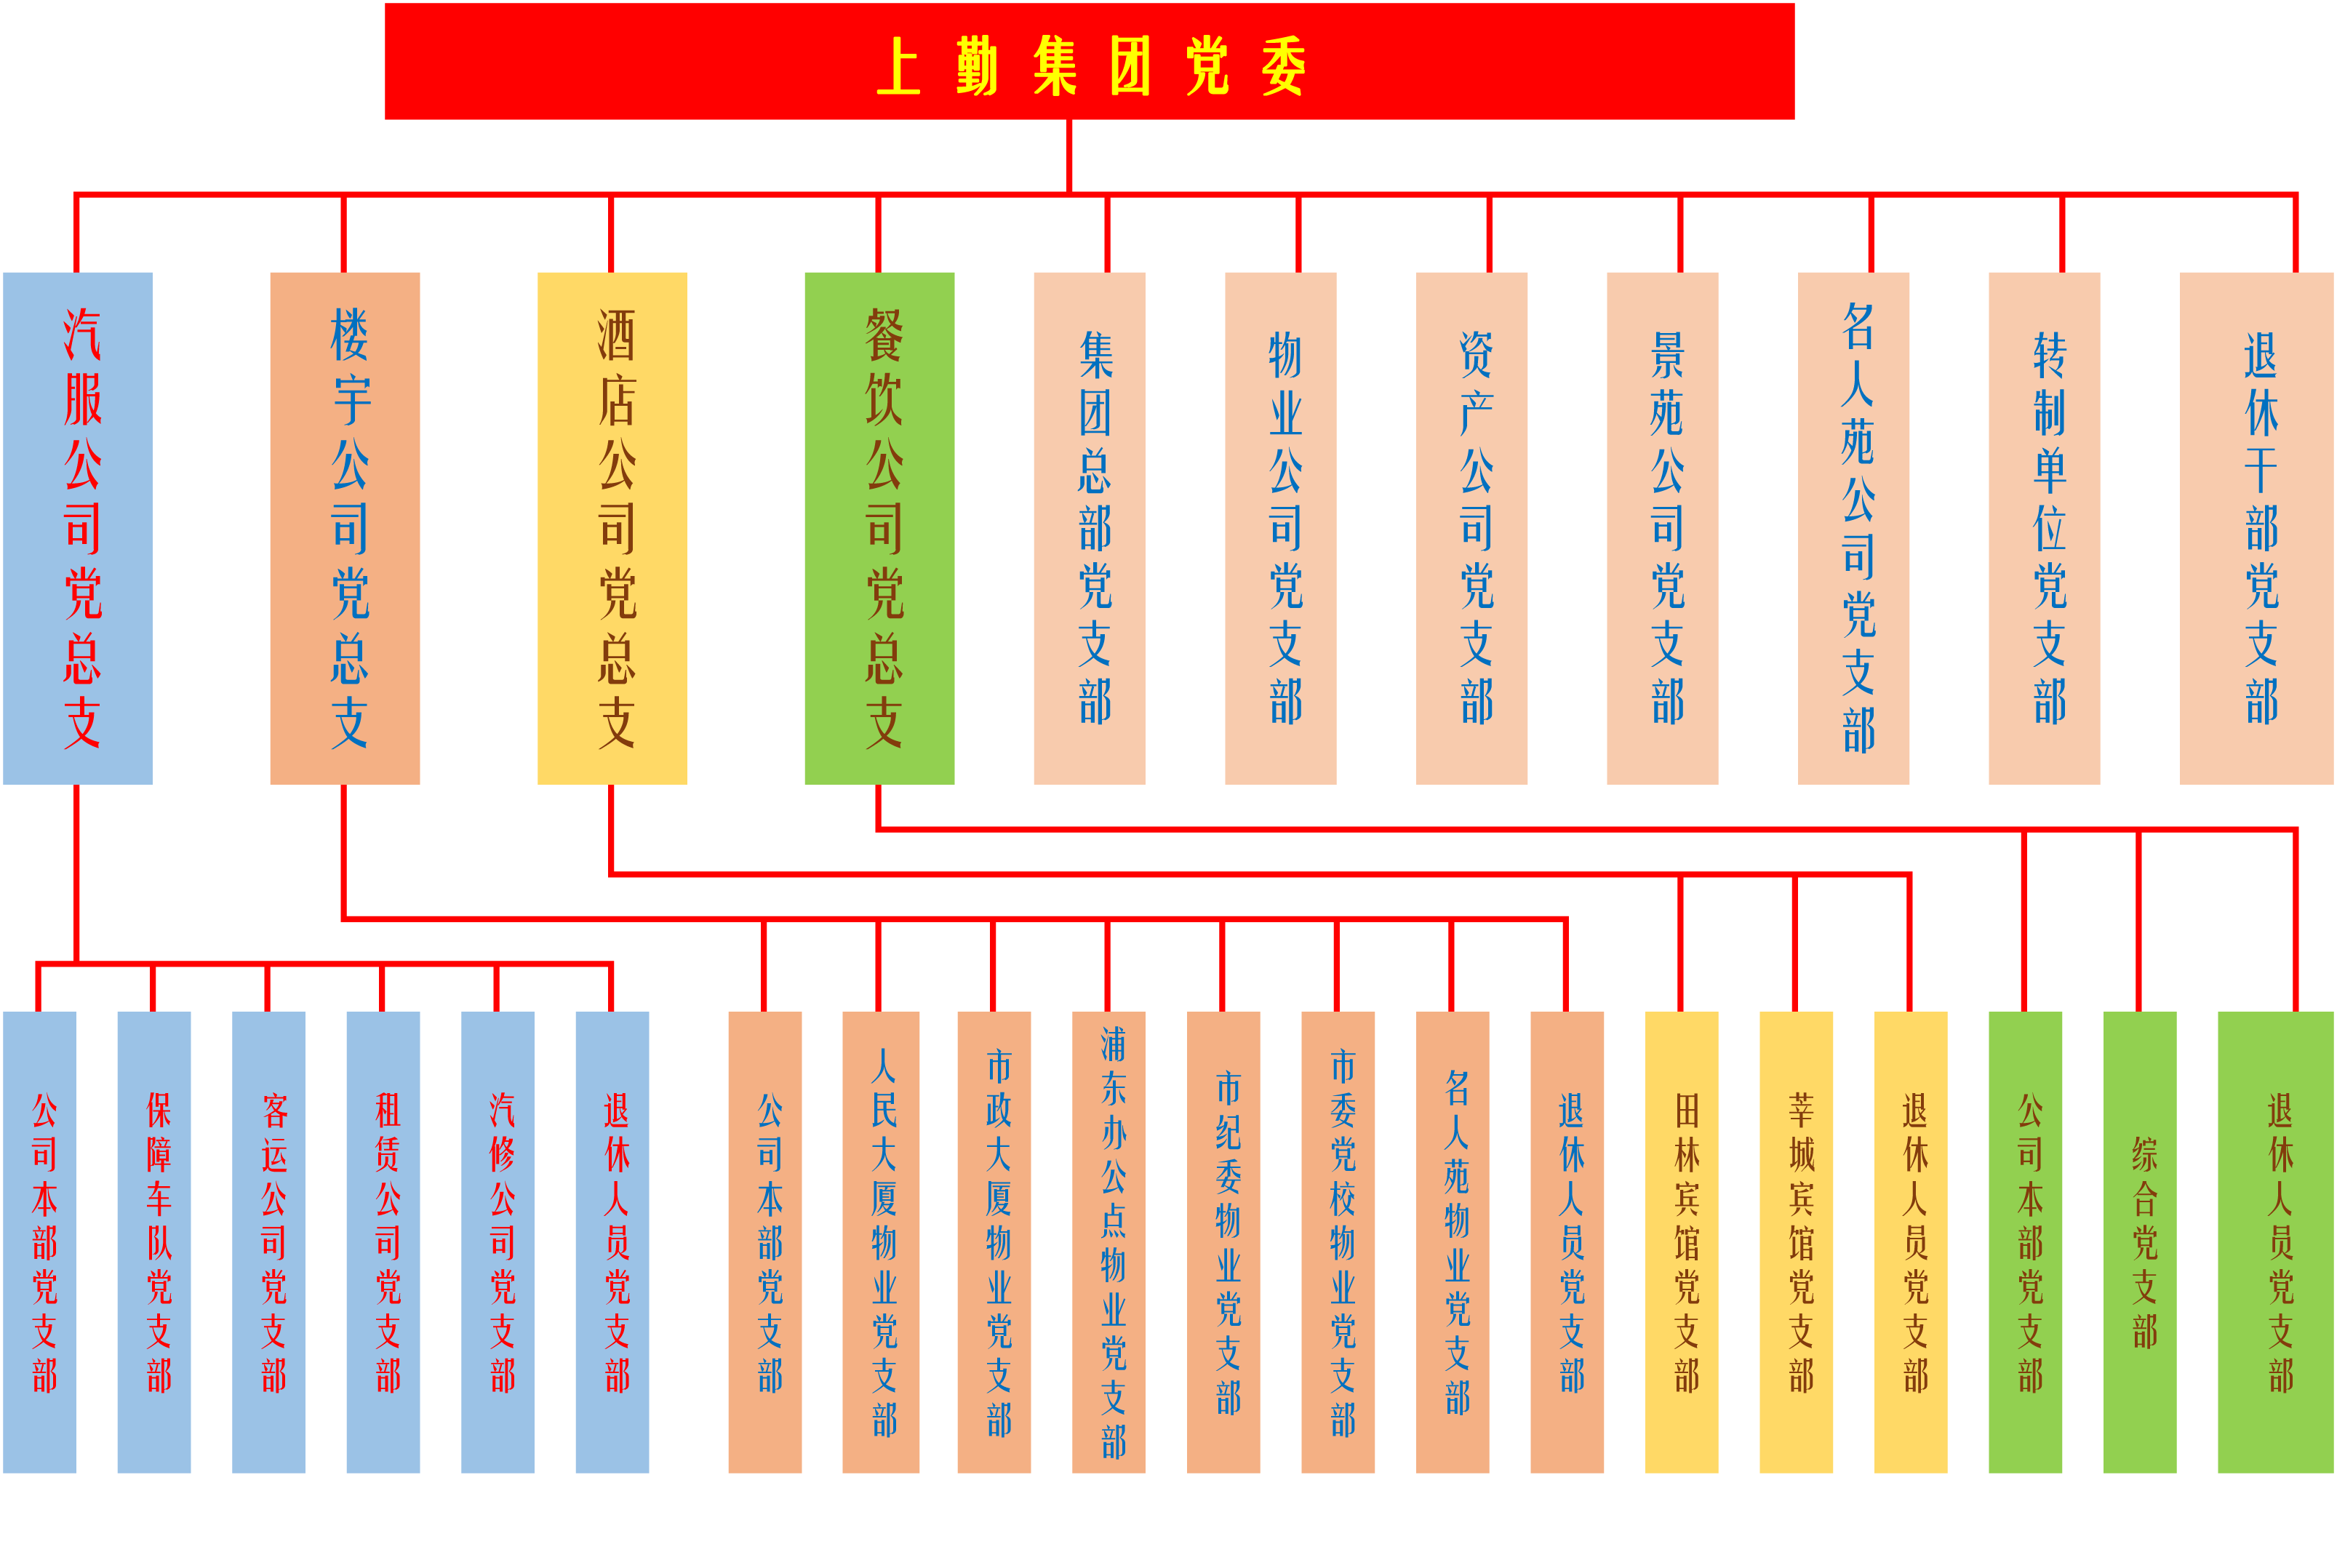 上勤集团党委
汽服公司党总支
楼宇公司党总支
酒店公司党总支
餐饮公司党总支
集团总部党支部
物业公司党支部
资产公司党支部
景苑公司党支部
名人苑公司党支部
转制单位党支部
退休干部党支部
公司本部党支部
保障车队党支部
客运公司党支部
租赁公司党支部
汽修公司党支部
退休人员党支部
公司本部党支部
人民大厦物业党支部
市政大厦物业党支部
浦东办公点物业党支部
市纪委物业党支部
市委党校物业党支部
名人苑物业党支部
退休人员党支部
田林宾馆党支部
莘城宾馆党支部
退休人员党支部
公司本部党支部
综合党支部
退休人员党支部